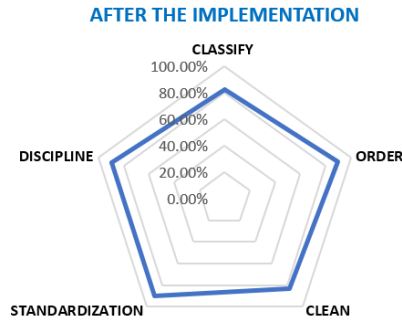 AFTER THE IMPLEMENTATION
CLASSIFY
100.00%
80.00%
60.00%
40.00%
20.00%
0.00%
DISCIPLINE
ORDER
STANDARDIZATION
CLEAN